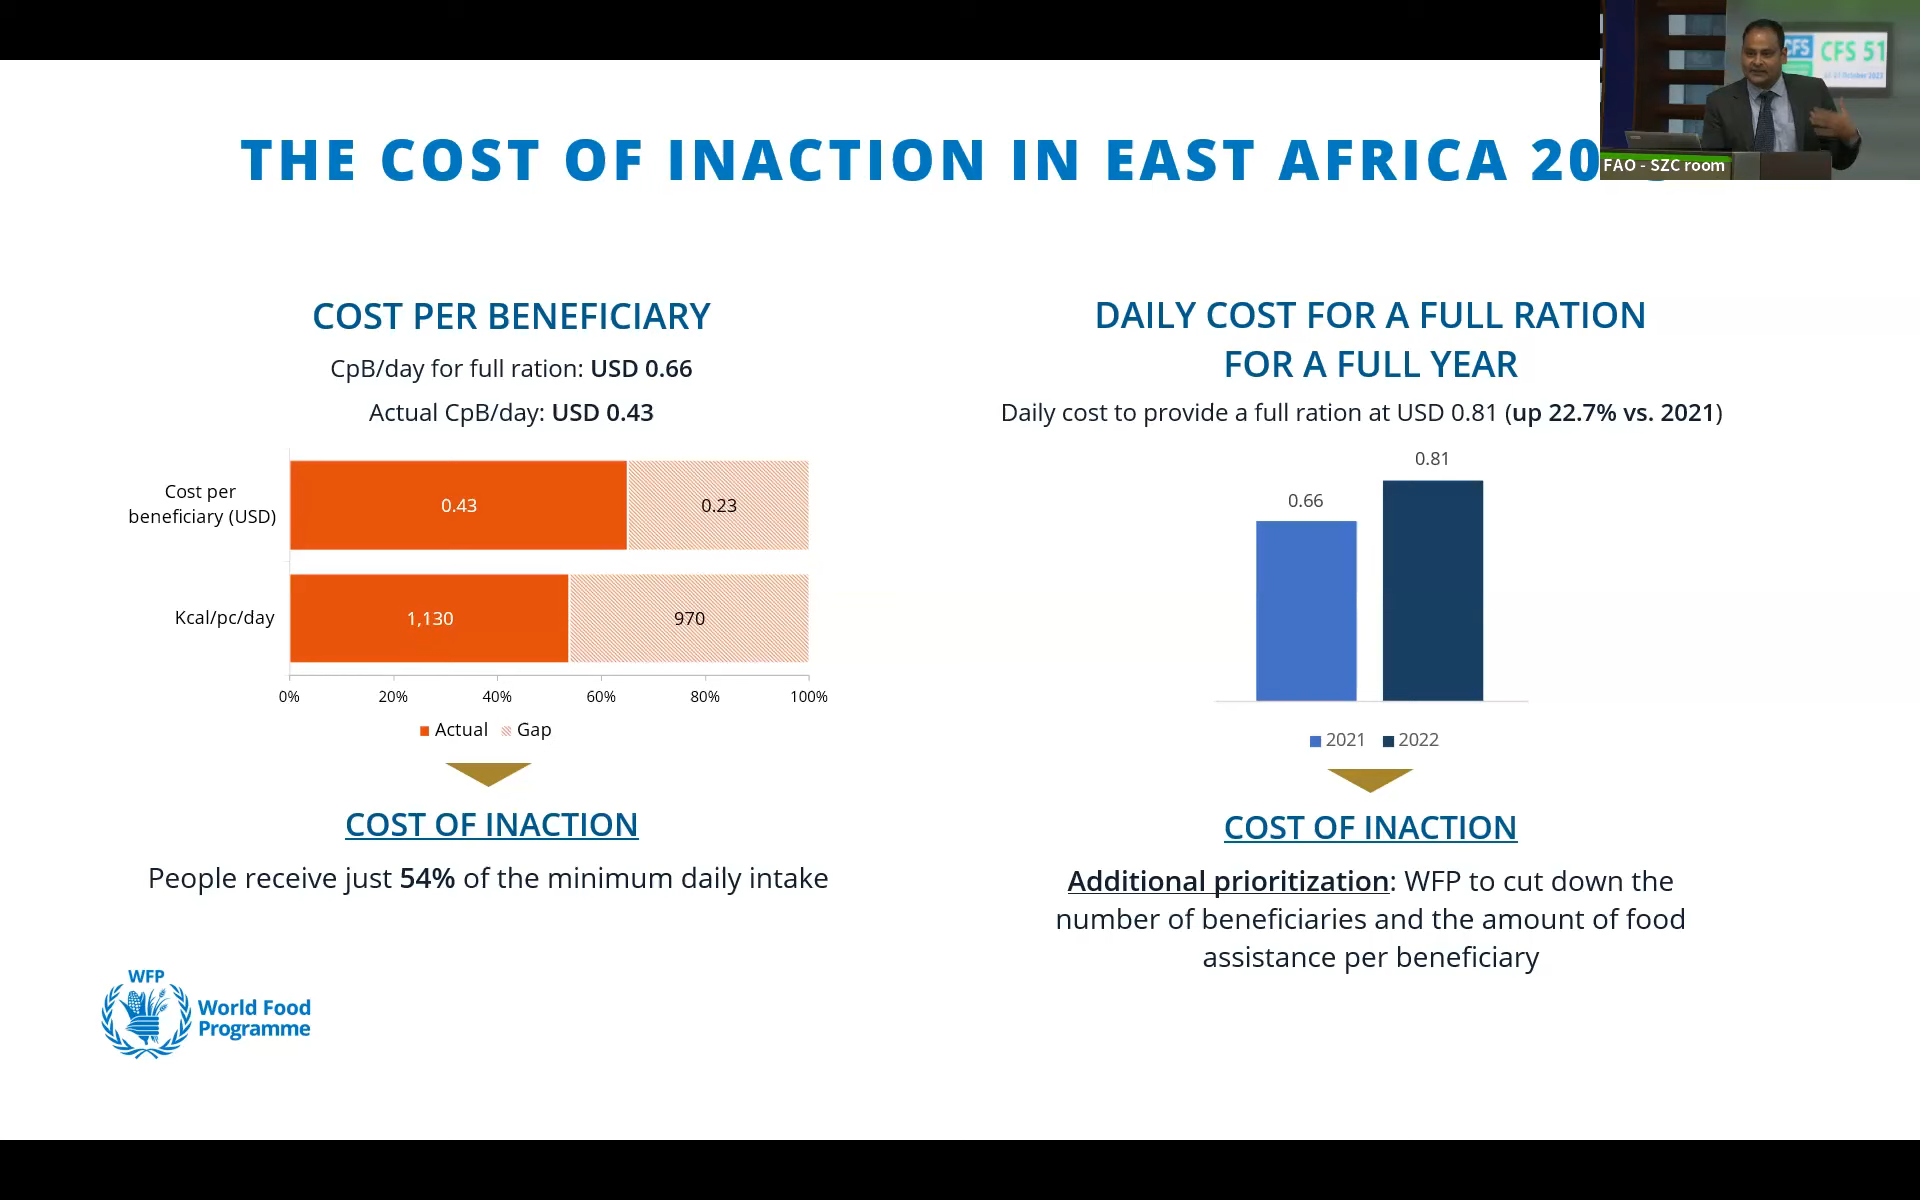 THE COST OF INACTION IN EAST AFRICA 20
CFS
CFS 51
FAO - SZC room
COST PER BENEFICIARY
CpB/day for full ration: USD 0.66
Actual CpB/day: USD 0.43
Cost per
beneficiary (USD)
0.43
0.23
Kcal/pc/day
1,130
970
0%
20%
40%
60%
80%
100%
Actual
Gap
COST OF INACTION
People receive just 54% of the minimum daily intake
DAILY COST FOR A FULL RATION
FOR A FULL YEAR
Daily cost to provide a full ration at USD 0.81 (up 22.7% vs. 2021)
0.66
0.81
2021
2022
COST OF INACTION
Additional prioritization: WFP to cut down the
number of beneficiaries and the amount of food
assistance per beneficiary
WFP
World Food
Programme